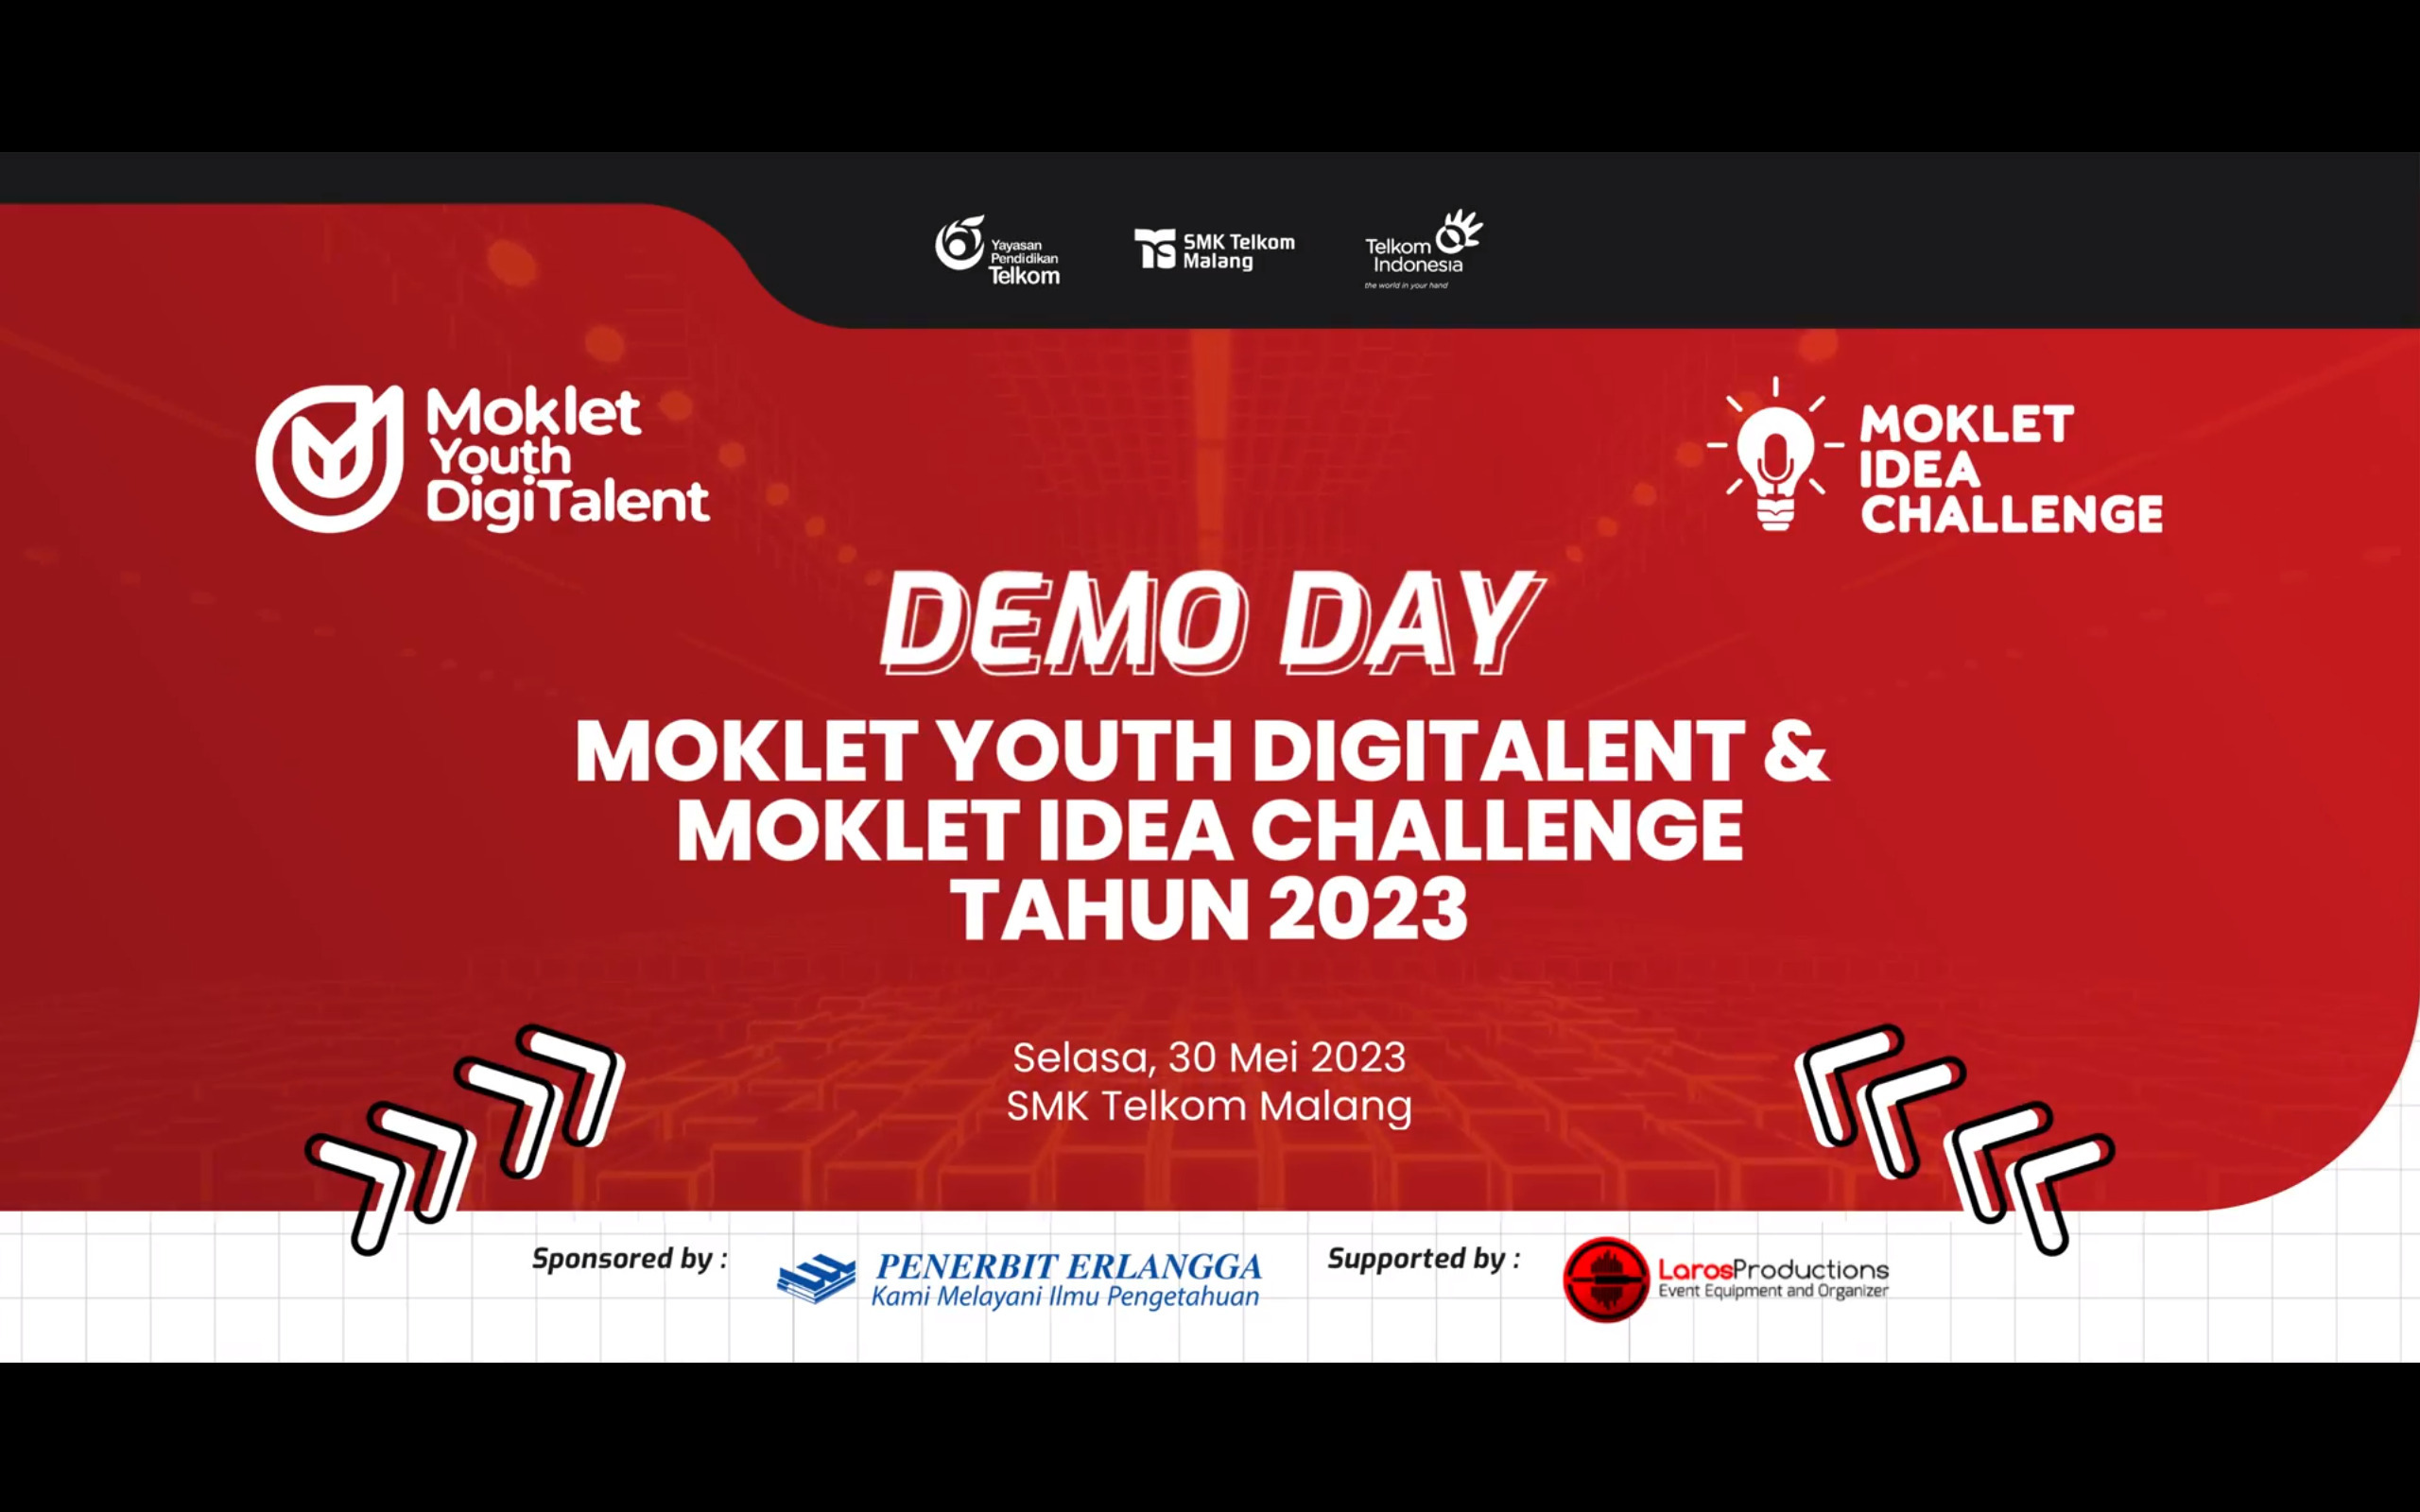 Yayasan
Pendidikan
Telkom
SMK Telkom
Malang
Telkom
Indonesia
the world in your hand
Moklet
Youth
DigiTalent
MOKLET
IDEA
CHALLENGE
DEMO DAY
MOKLET YOUTH DIGITALENT &
MOKLET IDEA CHALLENGE
TAHUN 2023
Selasa, 30 Mei 2023
SMK Telkom Malang
Sponsored by :
PENERBIT ERLANGGA
Kami Melayani Ilmu Pengetahuan
Supported by :
LarosProductions
Event Equipment and Organizer